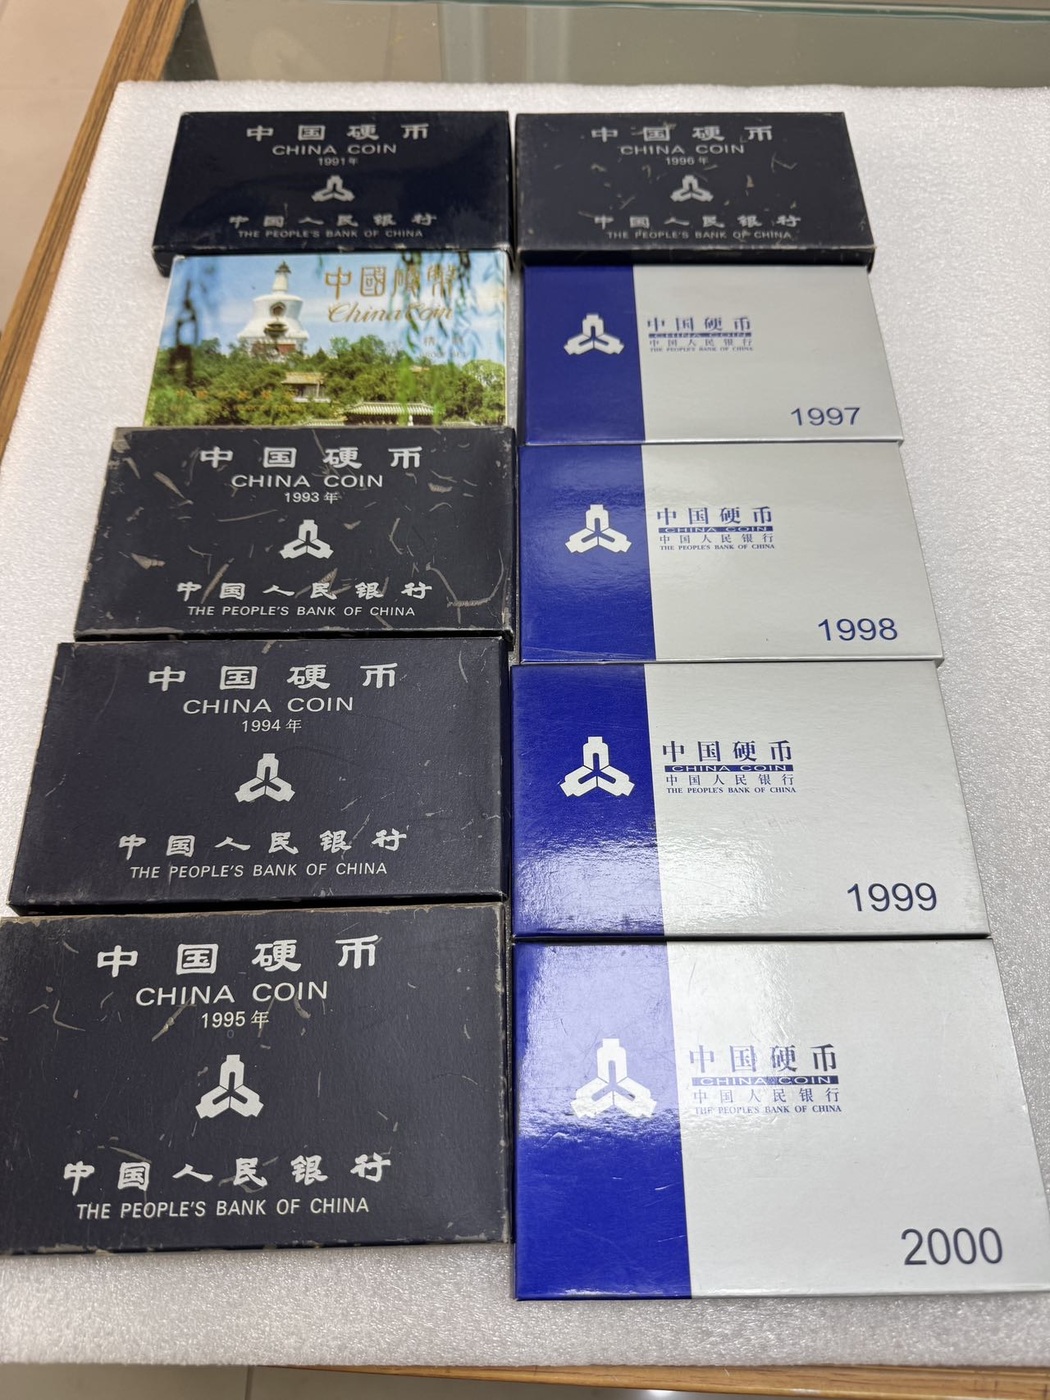 中国硬币
CHINA COIN
1991年
中国人民银行
THE PEOPLE'S BANK OF CHINA
中國
China Coin
中国硬币
CHINA COIN
1993年
中国人民银行
THE PEOPLE'S BANK OF CHINA
中国硬币
CHINA COIN
1994年
中国人民银行
THE PEOPLE'S BANK OF CHINA
中国硬币
CHINA COIN
1995年
中国人民银行
THE PEOPLE'S BANK OF CHINA
中国硬币
CHINA COIN
1996年
中国人民银行
THE PEOPLE'S BANK OF CHINA
中国硬币
CHINA COIN
中国人民银行
THE PEOPLE'S BANK OF CHINA
1997
中国硬币
CHINA COIN
中国人民银行
THE PEOPLE'S BANK OF CHINA
1998
中国硬币
CHINA COIN
中国人民银行
THE PEOPLE'S BANK OF CHINA
1999
中国硬币
CHINA COIN
中国人民银行
THE PEOPLE'S BANK OF CHINA
2000